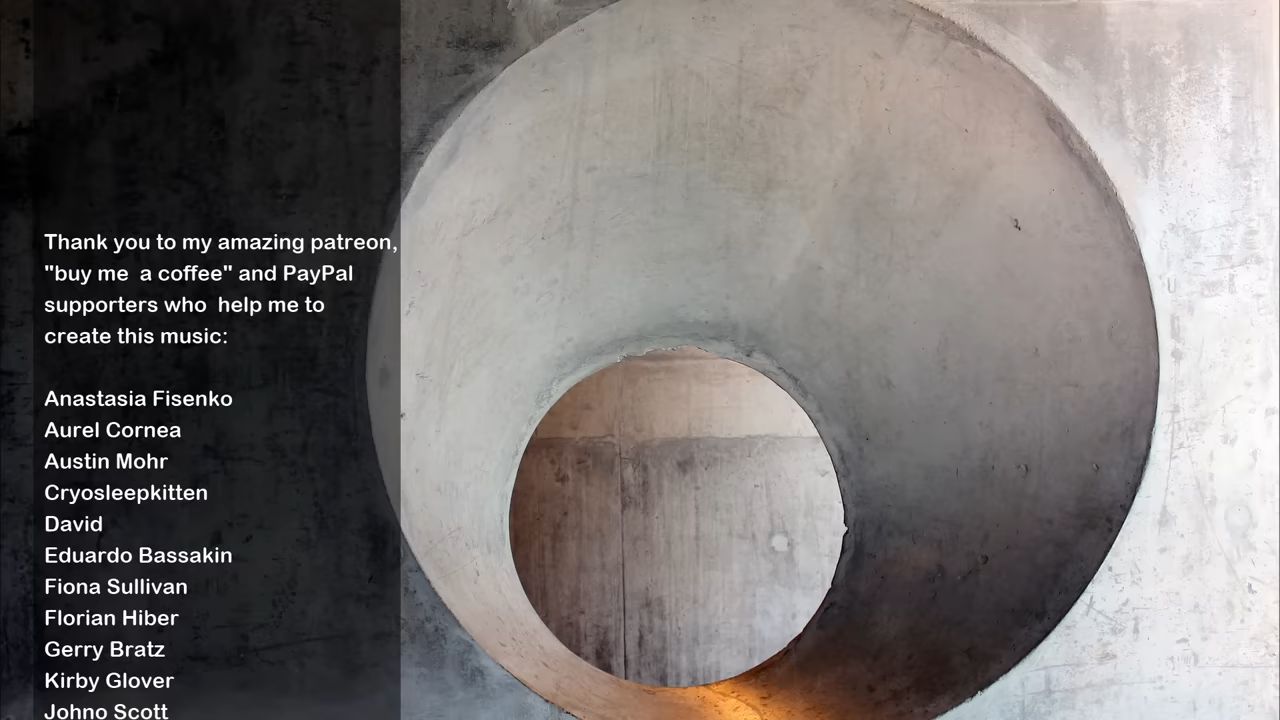 Thank you to my amazing patreon,
"buy me  a coffee" and PayPal
supporters who  help me to
create this music:
Anastasia Fisenko
Aurel Cornea
Austin Mohr
Cryosleepkitten
David
Eduardo Bassakin
Fiona Sullivan
Florian Hiber
Gerry Bratz
Kirby Glover
Johno Scott